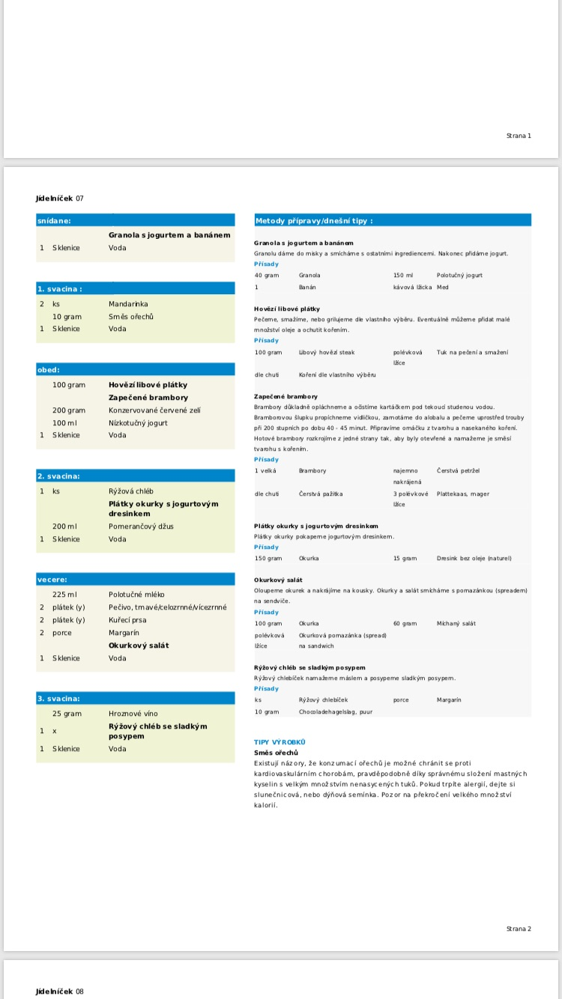 Strana 1
Jídelníček 07
snídane:
Granola s jogurtem a banánem
1 Sklenice Voda
1. svacina :
2 ks Mandarinka
10 gram Směs ořechů
1 Sklenice Voda
obed:
100 gram Hovězí libové plátky
Zapečené brambory
200 gram Konzervované červené zelí
100 ml Nízkotučný jogurt
1 Sklenice Voda
2. svacina:
1 ks Rýžová chléb
Plátky okurky s jogurtovým
dresinkem
200 ml Pomerančový džus
1 Sklenice Voda
vecere:
225 ml Polotučné mléko
2 plátek (y) Pečivo, tmavé/celozrnné/vícezrnné
2 plátek (y) Kuřecí prsa
2 porce Margarín
Okurkový salát
1 Sklenice Voda
3. svacina:
25 gram Hroznové víno
1 x Rýžový chléb se sladkým
posypem
1 Sklenice Voda
Metody přípravy/dnešní tipy :
Granola s jogurtem a banánem
Granolu dáme do misky a smícháme s ostatními ingrediencemi. Nakonec přidáme jogurt.
Přísady
40 gram Granola 150 ml Polotučný jogurt
1 Banán kávová lžicka Med
Hovězí libové plátky
Pečeme, smažíme, nebo grilujeme dle vlastního výběru. Eventuálně můžeme přidat malé
množství oleje a ochutit kořením.
Přísady
100 gram Libový hovězí steak polévková Tuk na pečení a smažení
lžíce
dle chuti Koření dle vlastního výběru
Zapečené brambory
Brambory důkladně opláchneme a očistíme kartáčkem pod tekoucí studenou vodou.
Bramborovou šlupku propíchneme vidličkou, zamotáme do alobalu a pečeme uprostřed trouby
při 200 stupních po dobu 40 - 45 minut. Připravíme omáčku z tvarohu a nasekaného koření.
Hotové brambory rozkrojíme z jedné strany tak, aby byly otevřené a namažeme je směsí
tvarohu s kořením.
Přísady
1 velká Brambory najemno Čerstvá petržel
nakrájená
dle chuti Čerstvá pažitka 3 polévkové Plattekaas, mager
lžíce
Plátky okurky s jogurtovým dresinkem
Plátky okurky pokapeme jogurtovým dresinkem.
Přísady
150 gram Okurka 15 gram Dresink bez oleje (naturel)
Okurkový salát
Oloupeme okurek a nakrájíme na kousky. Okurky a salát smícháme s pomazánkou (spreadem)
na sendviče.
Přísady
100 gram Okurka 60 gram Míchaný salát
polévková Okurková pomazánka (spread)
lžíce na sandwich
Rýžový chléb se sladkým posypem
Rýžový chlebíček namažeme máslem a posypeme sladkým posypem.
Přísady
ks Rýžový chlebíček porce Margarín
10 gram Chocoladehagelslag, puur
TIPY VÝROBKŮ
Směs ořechů
Existují názory, že konzumací ořechů je možné chránit se proti
kardiovaskulárním chorobám, pravděpodobně díky správnému složení mastných
kyselin s velkým množstvím nenasycených tuků. Pokud trpíte alergií, dejte si
slunečnicová, nebo dýňová semínka. Pozor na překročení velkého množství
kalorií.
Strana 2
Jídelníček 08